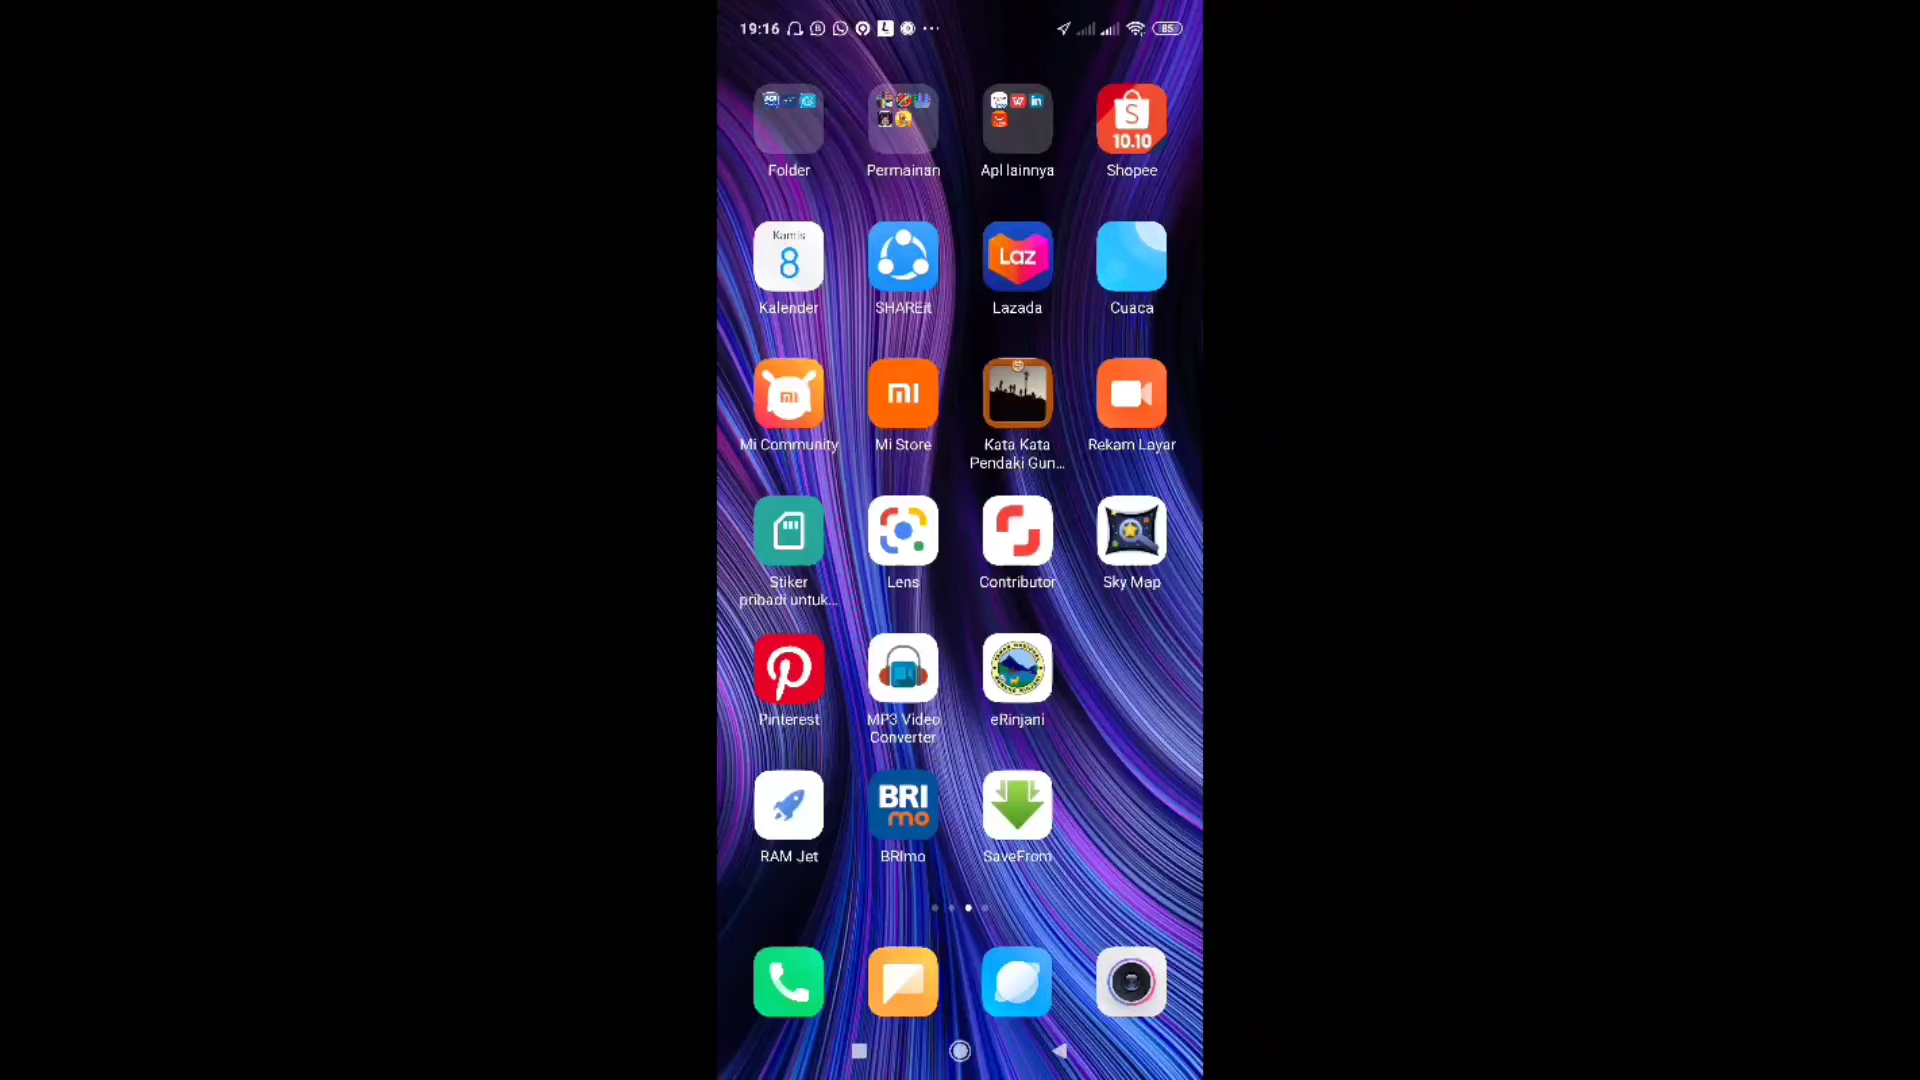 19:16
85
Folder
Permainan
Apl lainnya
S
10.10
Shopee
Kamis
8
Kalender
SHAREit
Laz
Lazada
Cuaca
Mi Community
Mi Store
Kata Kata
Pendaki Gun...
Rekam Layar
Stiker
pribadi untuk...
Lens
Contributor
Sky Map
Pinterest
MP3 Video
Converter
eRinjani
RAM Jet
BRI
mo
BRImo
SaveFrom